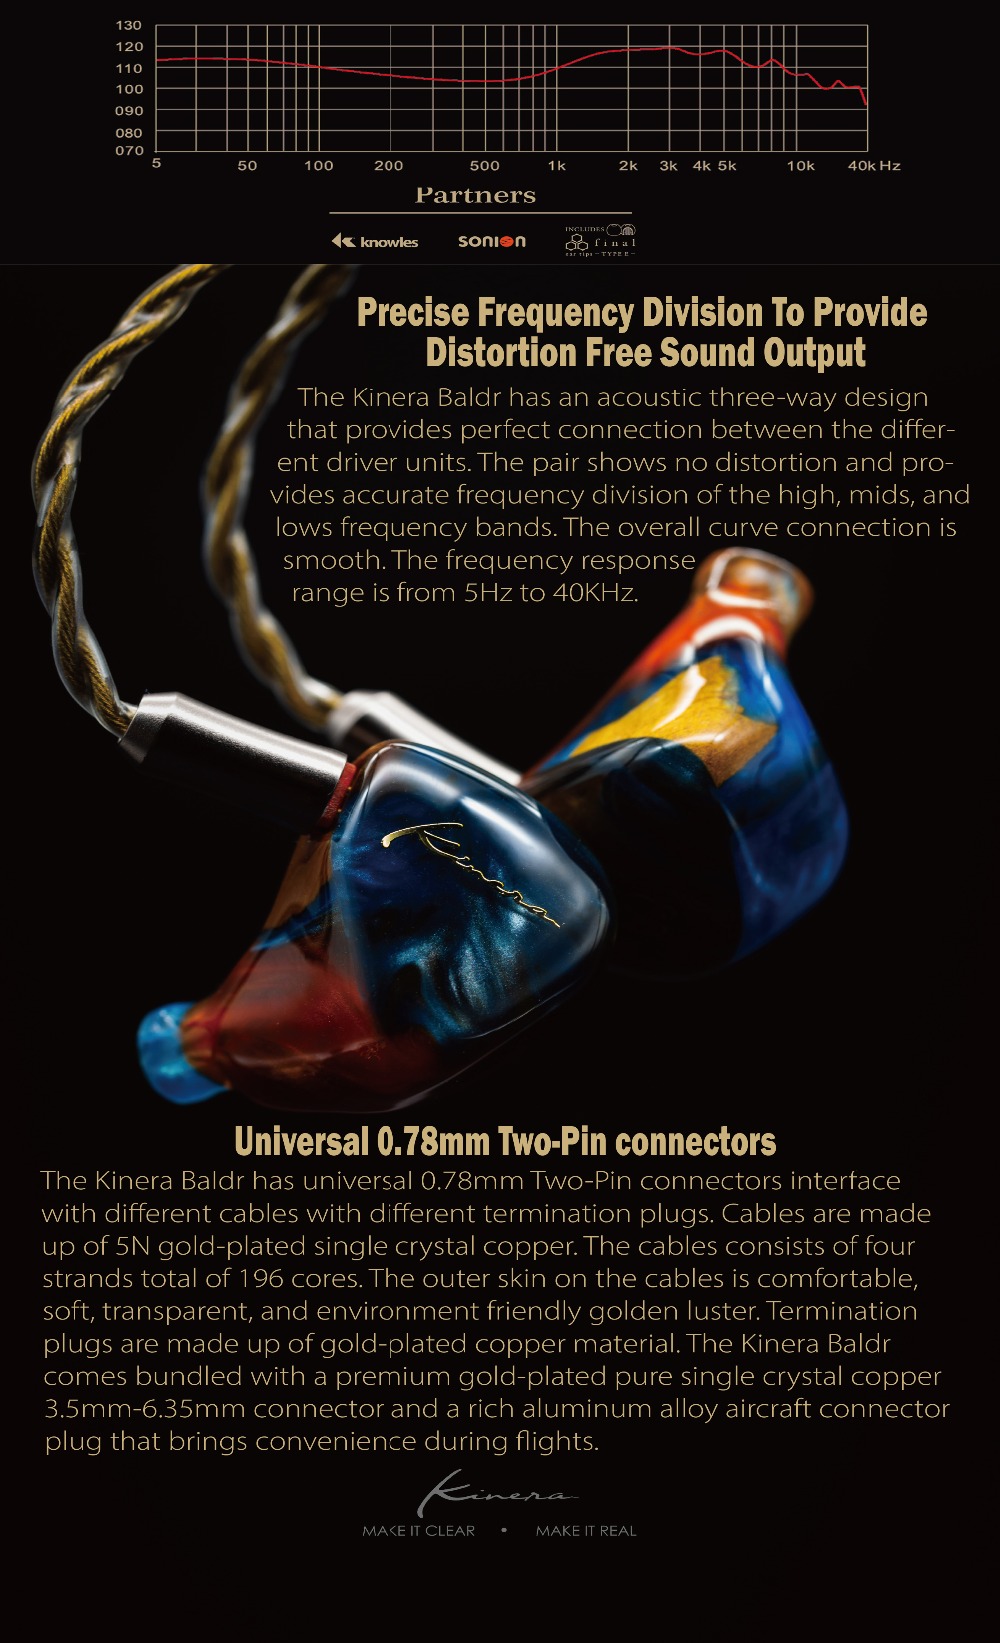 130
120
110
100
090
080
070
5 50 100 200 500 1k 2k 3k 4k 5k 10k 40k Hz
Partners
knowles SONION INCLUDES
final
ear tips - TYPE E -
Precise Frequency Division To Provide
Distortion Free Sound Output
The Kinera Baldr has an acoustic three-way design
that provides perfect connection between the differ-
ent driver units. The pair shows no distortion and pro-
vides accurate frequency division of the high, mids, and
lows frequency bands. The overall curve connection is
smooth. The frequency response
range is from 5Hz to 40KHz.
Kinera
Universal 0.78mm Two-Pin connectors
The Kinera Baldr has universal 0.78mm Two-Pin connectors interface
with different cables with different termination plugs. Cables are made
up of 5N gold-plated single crystal copper. The cables consists of four
strands total of 196 cores. The outer skin on the cables is comfortable,
soft, transparent, and environment friendly golden luster. Termination
plugs are made up of gold-plated copper material. The Kinera Baldr
comes bundled with a premium gold-plated pure single crystal copper
3.5mm-6.35mm connector and a rich aluminum alloy aircraft connector
plug that brings convenience during flights.
Kinera
MAKE IT CLEAR • MAKE IT REAL